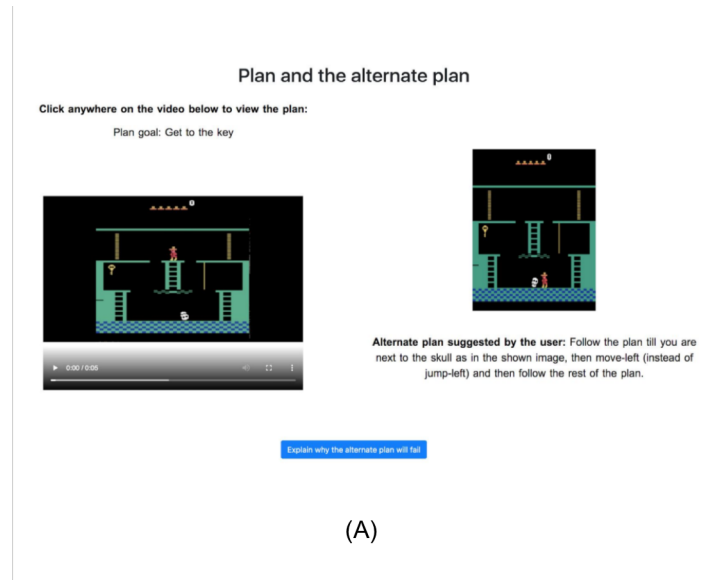 Plan and the alternate plan
Click anywhere on the video below to view the plan:
Plan goal: Get to the key
0
0:00 / 0:05
0
Alternate plan suggested by the user: Follow the plan till you are
next to the skull as in the shown image, then move-left (instead of
jump-left) and then follow the rest of the plan.
Explain why the alternate plan will fail
(A)